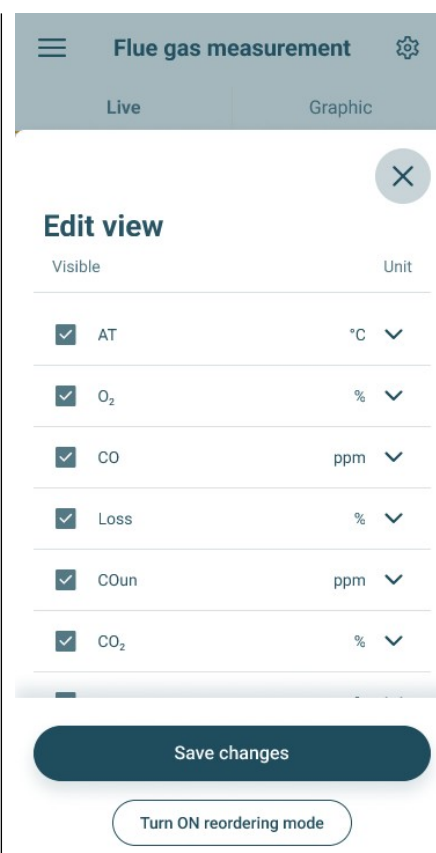 Flue gas measurement
Live Graphic
Edit view
Visible Unit
AT °C
O₂ %
CO ppm
Loss %
COun ppm
CO₂ %
Save changes
Turn ON reordering mode